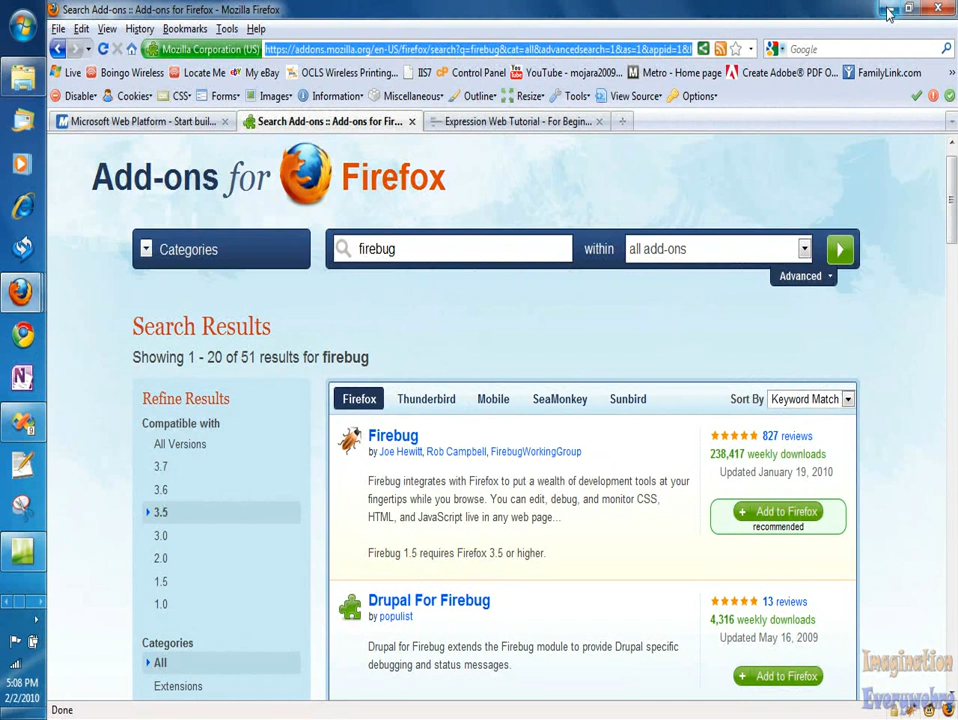 Search Add-ons :: Add-ons for Firefox - Mozilla Firefox
File Edit View History Bookmarks Tools Help
Mozilla Corporation (US) https://addons.mozilla.org/en-US/firefox/search?q=firebug&cat=all&advancedsearch=1&as=1&appid=1&l Google
Live Boingo Wireless Locate Me My eBay OCLS Wireless Printing... IIS7 Control Panel YouTube - mojara2009... Metro - Home page Create Adobe® PDF O... FamilyLink.com »
Disable Cookies CSS Forms Images Information Miscellaneous Outline Resize Tools View Source Options
Microsoft Web Platform - Start buil... Search Add-ons :: Add-ons for Fir... Expression Web Tutorial - For Begin...
Add-ons for Firefox
Categories firebug within all add-ons
Advanced
Search Results
Showing 1 - 20 of 51 results for firebug
Refine Results
Compatible with
All Versions
3.7
3.6
3.5
3.0
2.0
1.5
1.0
Categories
All
Extensions
Firefox Thunderbird Mobile SeaMonkey Sunbird Sort By Keyword Match
Firebug
by Joe Hewitt, Rob Campbell, FirebugWorkingGroup
Firebug integrates with Firefox to put a wealth of development tools at your
fingertips while you browse. You can edit, debug, and monitor CSS,
HTML, and JavaScript live in any web page...
Firebug 1.5 requires Firefox 3.5 or higher.
827 reviews
238,417 weekly downloads
Updated January 19, 2010
+ Add to Firefox
recommended
Drupal For Firebug
by populist
Drupal for Firebug extends the Firebug module to provide Drupal specific
debugging and status messages.
13 reviews
4,316 weekly downloads
Updated May 16, 2009
+ Add to Firefox
5:08 PM
2/2/2010
Done
Imagination
Everywhere